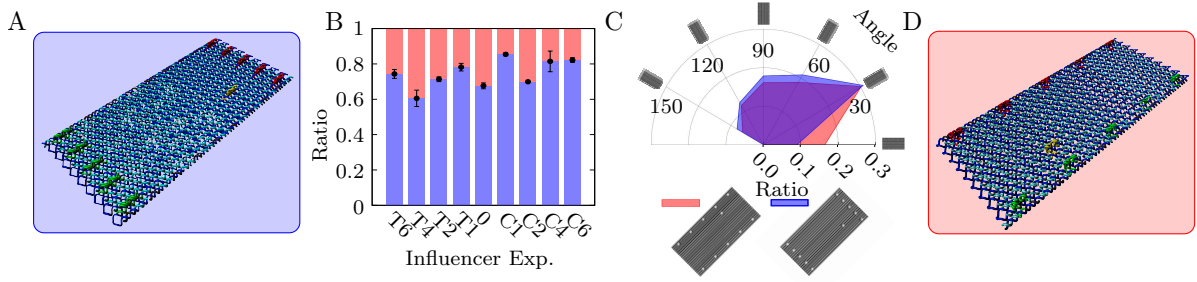 A
B
C
D
1
0.8
0.6
0.4
0.2
0
Ratio
T6
T4
T2
T1
0
C1
C2
C4
C6
Influencer Exp.
Angle
150
120
90
60
30
0.0
0.1
0.2
0.3
Ratio